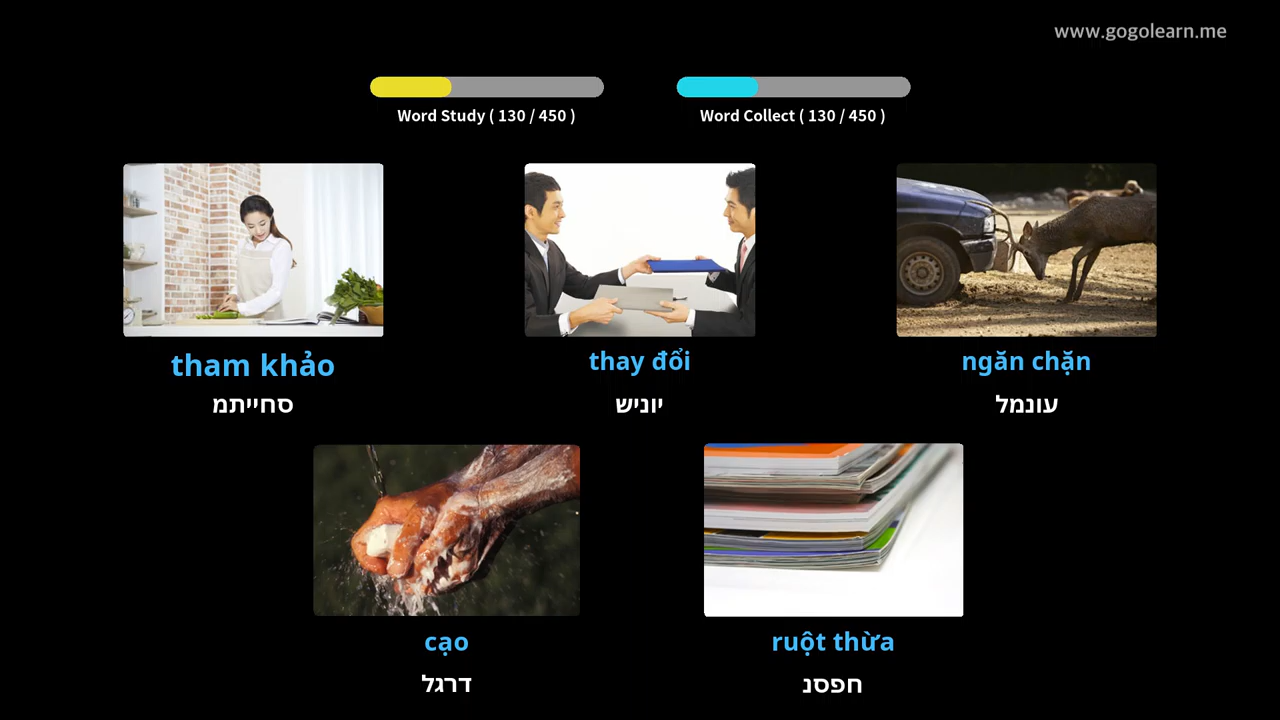 www.gogolearn.me
Word Study ( 130 / 450 )
Word Collect ( 130 / 450 )
tham khảo
סחייתמ
thay đổi
יוניש
ngăn chặn
עונמל
cạo
דרגל
ruột thừa
חפסנ